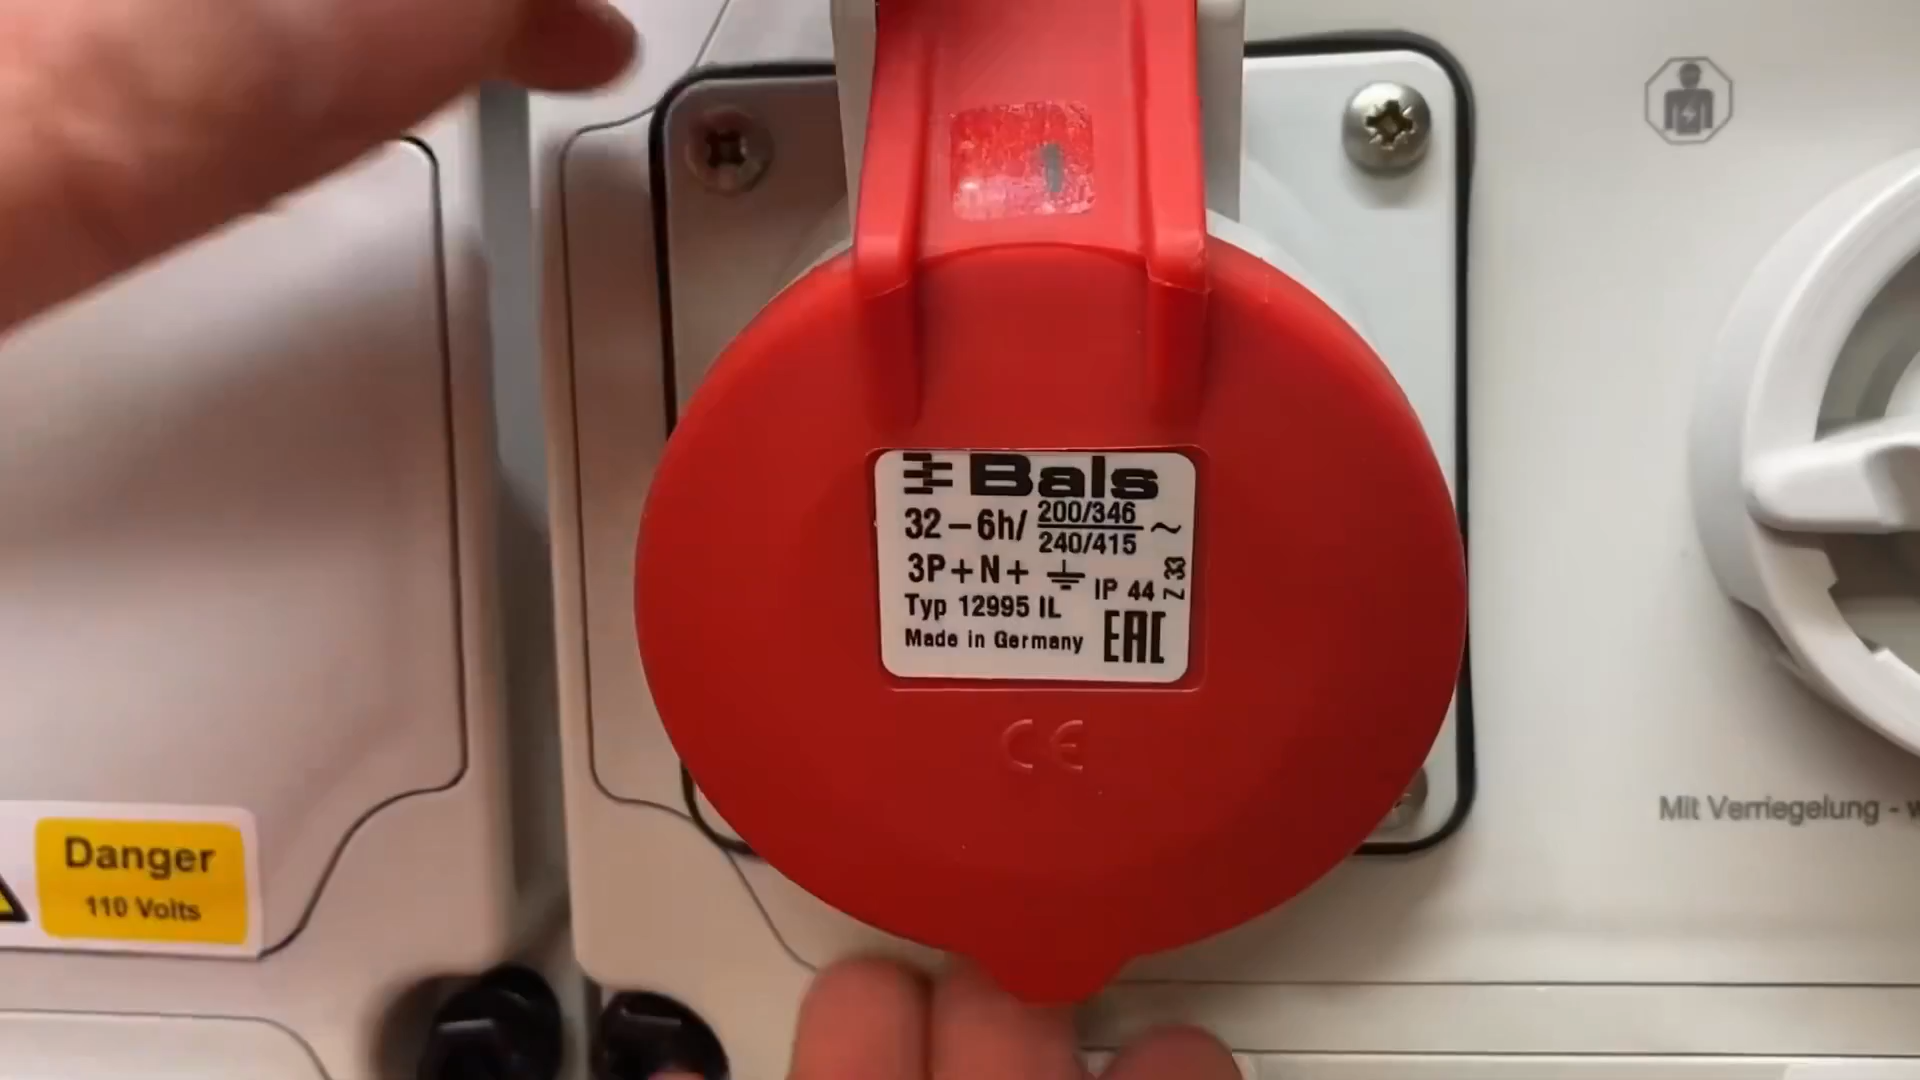 Bals
32-6h/ 200/346 ~
240/415
3P+N+⏚ IP 44
Z 33
Typ 12995 IL
Made in Germany EAC
CE
Danger
110 Volts
Mit Verriegelung -